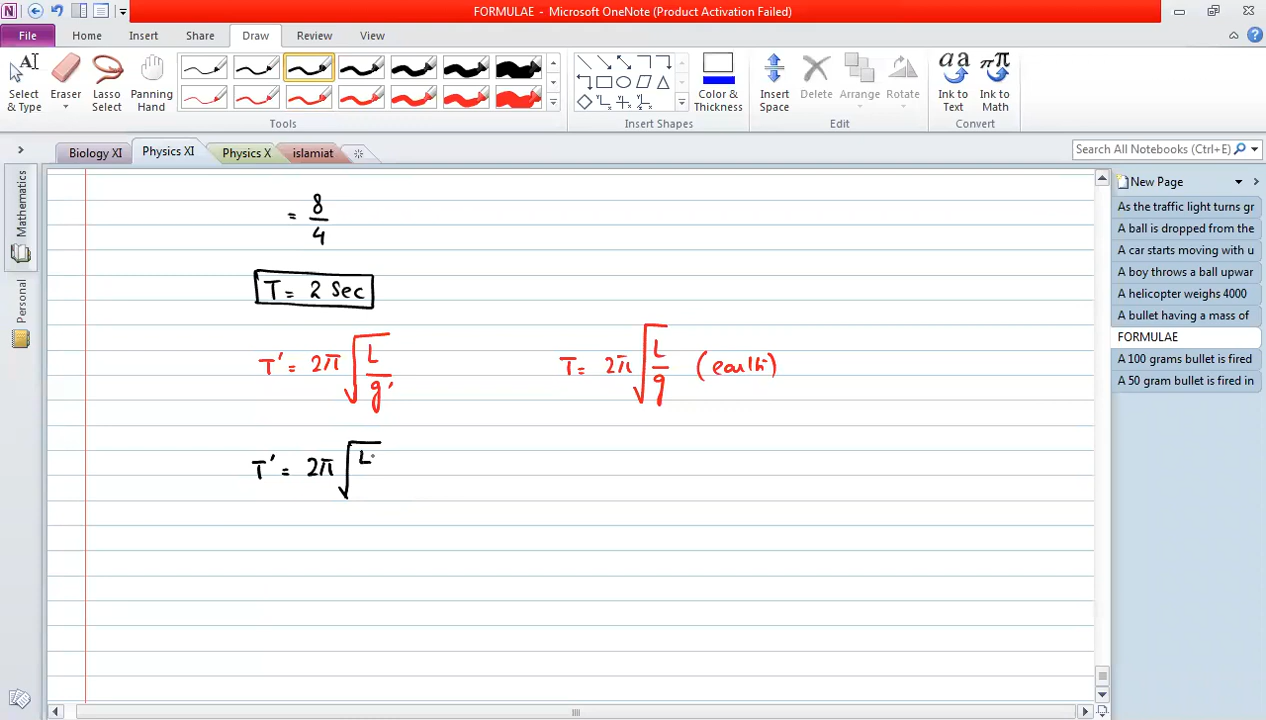 FORMULAE - Microsoft OneNote (Product Activation Failed)
File Home Insert Share Draw Review View
Select & Type
Eraser
Lasso Select
Panning Hand
Color & Thickness
Insert Space
Delete
Arrange
Rotate
Ink to Text
Ink to Math
Tools Insert Shapes Edit Convert
Biology XI Physics XI Physics X islamiat
Search All Notebooks (Ctrl+E)
Mathematics
Personal
New Page
As the traffic light turns gr
A ball is dropped from the
A car starts moving with u
A boy throws a ball upwar
A helicopter weighs 4000
A bullet having a mass of
FORMULAE
A 100 grams bullet is fired
A 50 gram bullet is fired in
= 8/4
T = 2 Sec
T' = 2π √(L/g')
T = 2π √(L/g) (earth)
T' = 2π √L